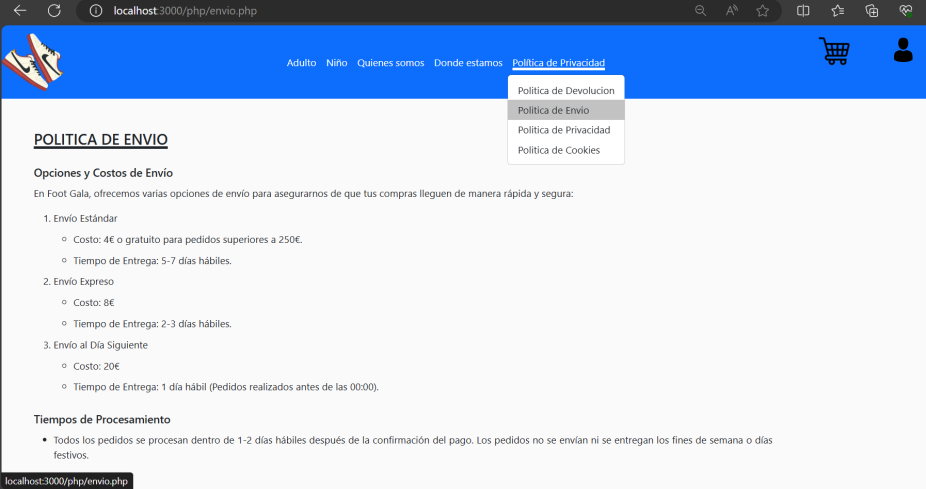 localhost:3000/php/envio.php
Adulto Niño Quienes somos Donde estamos Política de Privacidad
Politica de Devolucion
Politica de Envio
Politica de Privacidad
Politica de Cookies
POLITICA DE ENVIO
Opciones y Costos de Envío
En Foot Gala, ofrecemos varias opciones de envío para asegurarnos de que tus compras lleguen de manera rápida y segura:
1. Envío Estándar
Costo: 4€ o gratuito para pedidos superiores a 250€.
Tiempo de Entrega: 5-7 días hábiles.
2. Envío Expreso
Costo: 8€
Tiempo de Entrega: 2-3 días hábiles.
3. Envío al Día Siguiente
Costo: 20€
Tiempo de Entrega: 1 día hábil (Pedidos realizados antes de las 00:00).
Tiempos de Procesamiento
Todos los pedidos se procesan dentro de 1-2 días hábiles después de la confirmación del pago. Los pedidos no se envían ni se entregan los fines de semana o días
festivos.
localhost:3000/php/envio.php